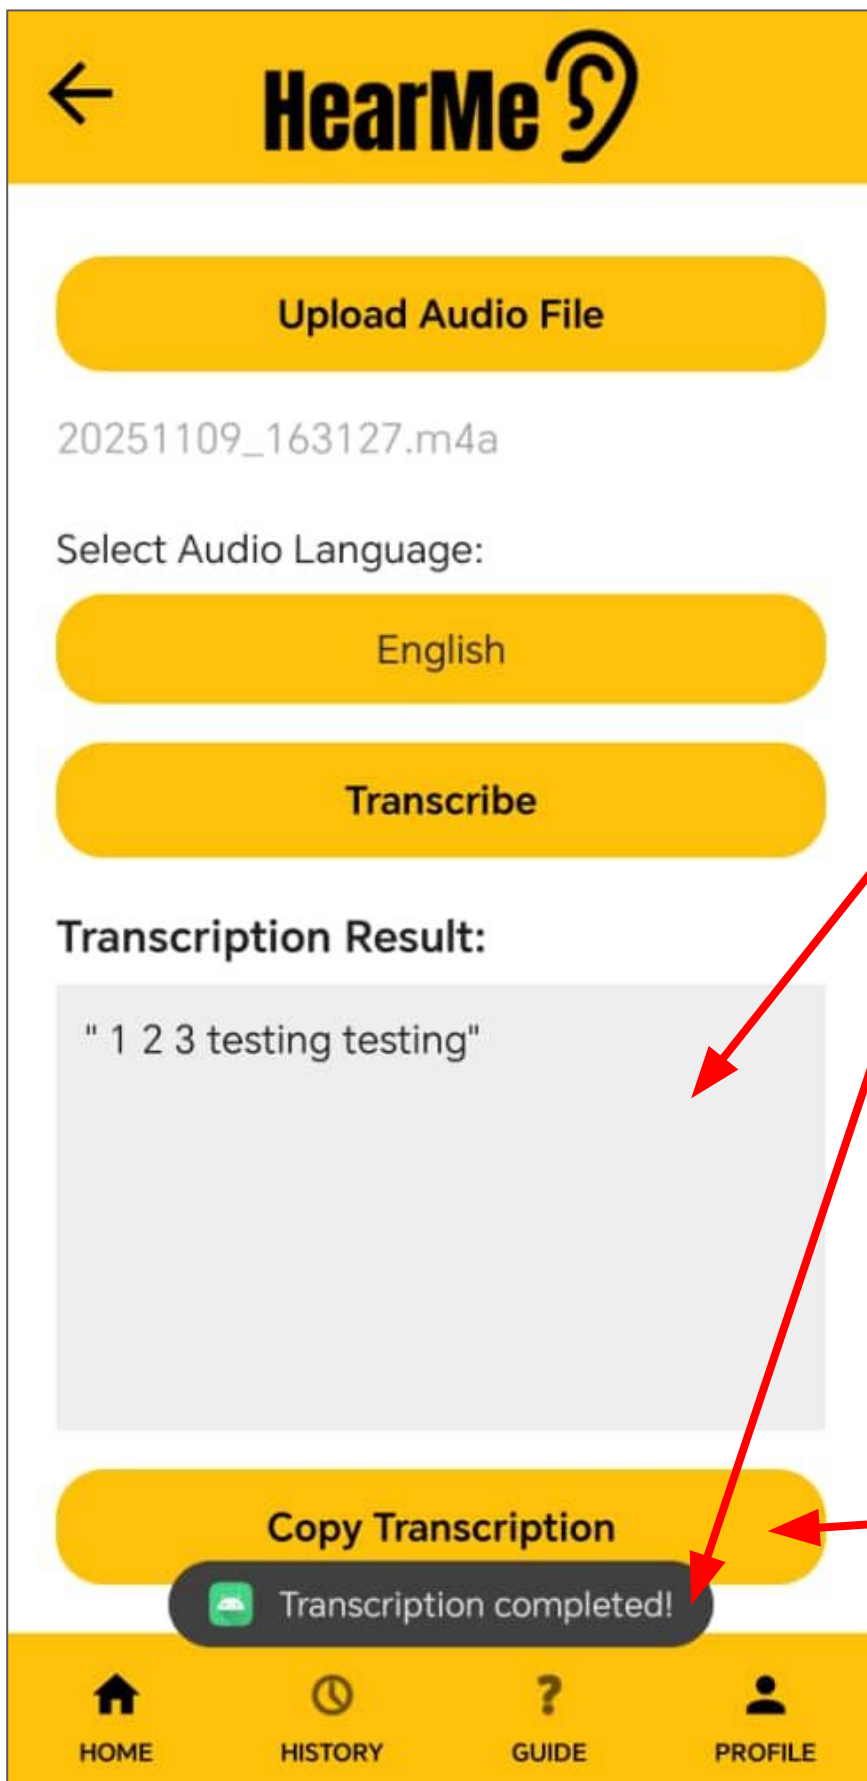 HearMe
Upload Audio File
20251109_163127.m4a
Select Audio Language:
English
Transcribe
Transcription Result:
" 1 2 3 testing testing"
Copy Transcription
Transcription completed!
HOME HISTORY GUIDE PROFILE